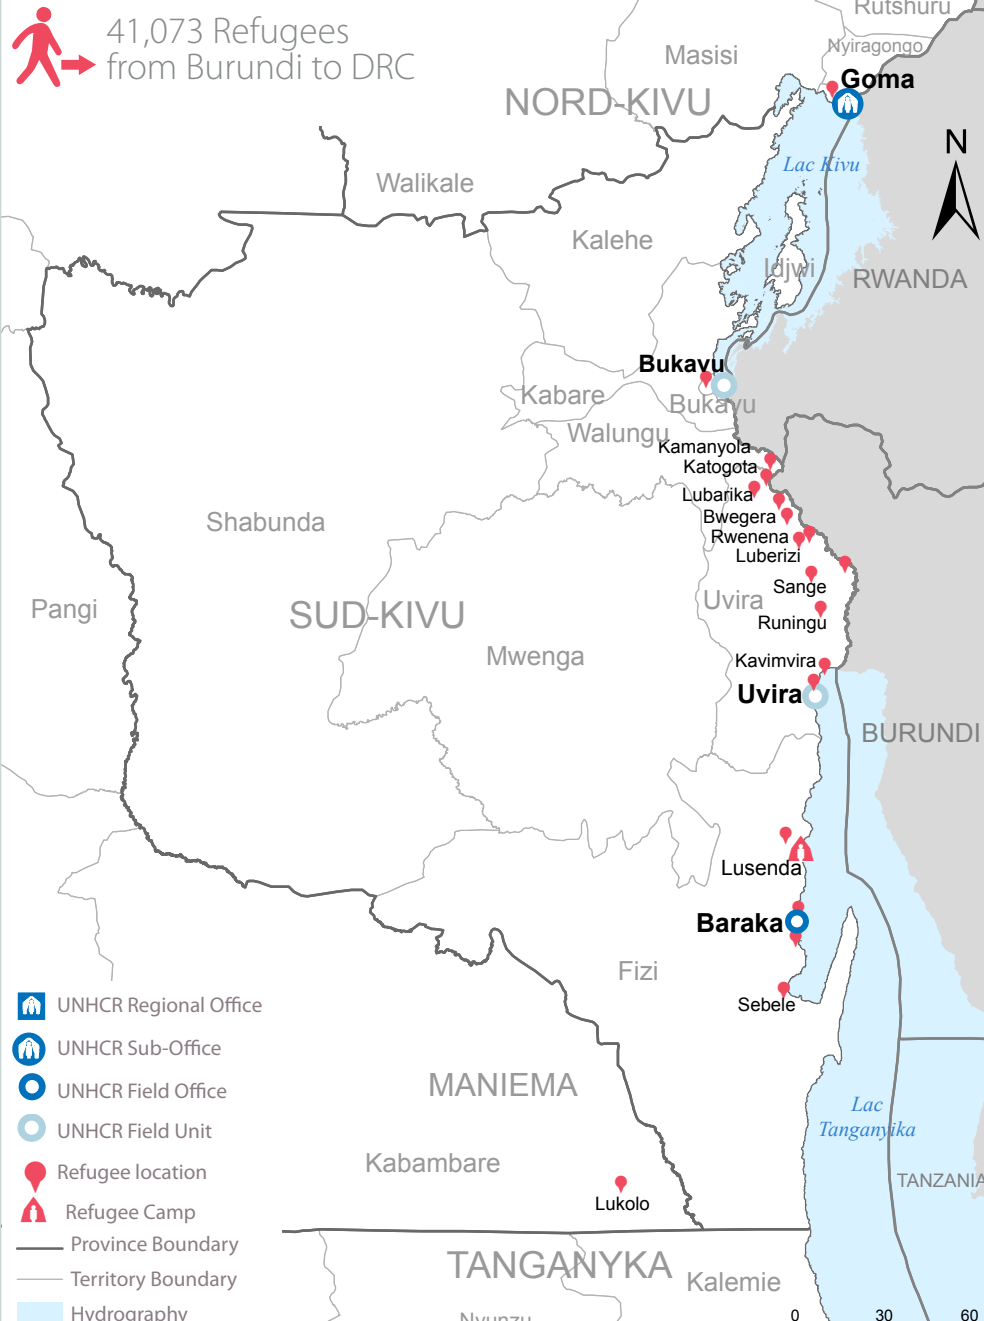 41,073 Refugees
from Burundi to DRC
Rutshuru
Nyiragongo
Masisi
Goma
NORD-KIVU
N
Lac Kivu
Walikale
Kalehe
Idjwi
RWANDA
Bukavu
Kabare
Bukavu
Walungu
Kamanyola
Katogota
Lubarika
Bwegera
Rwenena
Luberizi
Shabunda
Sange
Uvira
Pangi
SUD-KIVU
Runingu
Mwenga
Kavimvira
Uvira
BURUNDI
Lusenda
Baraka
Fizi
Sebele
UNHCR Regional Office
UNHCR Sub-Office
UNHCR Field Office
UNHCR Field Unit
Refugee location
Refugee Camp
Province Boundary
Territory Boundary
Hydrography
MANIEMA
Lac
Tanganyika
Kabambare
TANZANIA
Lukolo
TANGANYKA
Kalemie
Nyunzu
0 30 60